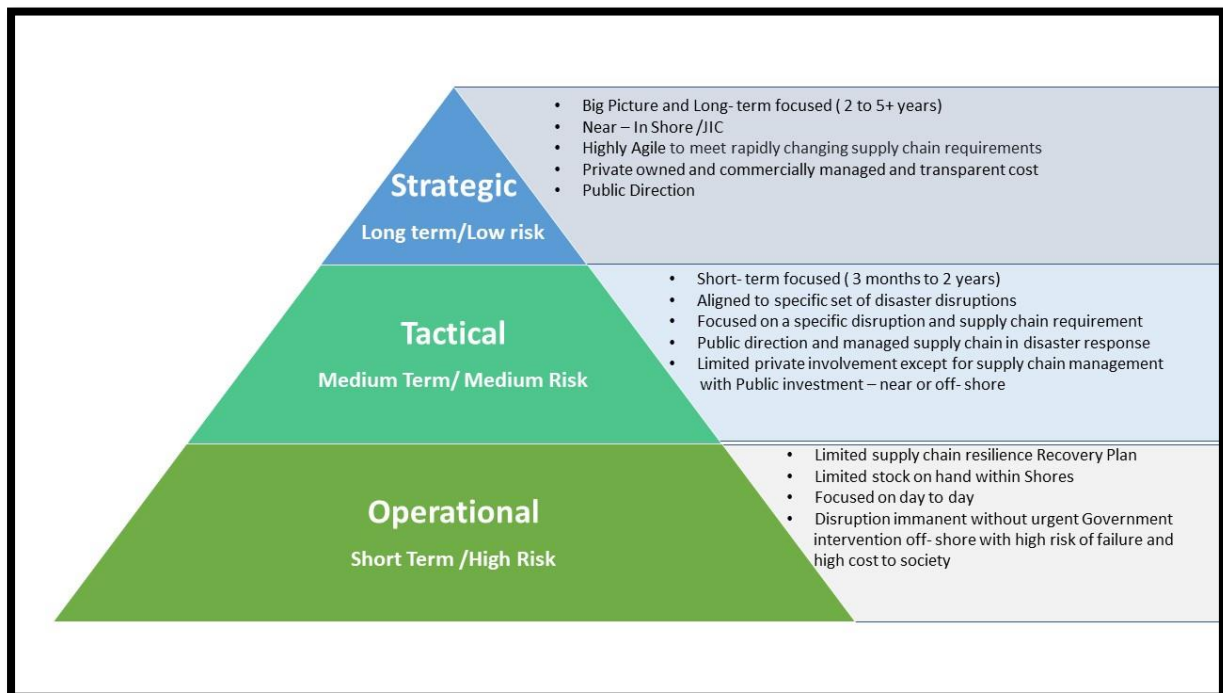 Strategic
Long term/Low risk
• Big Picture and Long- term focused ( 2 to 5+ years)
• Near – In Shore /JIC
• Highly Agile to meet rapidly changing supply chain requirements
• Private owned and commercially managed and transparent cost
• Public Direction
Tactical
Medium Term/ Medium Risk
• Short- term focused ( 3 months to 2 years)
• Aligned to specific set of disaster disruptions
• Focused on a specific disruption and supply chain requirement
• Public direction and managed supply chain in disaster response
• Limited private involvement except for supply chain management
with Public investment – near or off- shore
Operational
Short Term /High Risk
• Limited supply chain resilience Recovery Plan
• Limited stock on hand within Shores
• Focused on day to day
• Disruption immanent without urgent Government
intervention off- shore with high risk of failure and
high cost to society